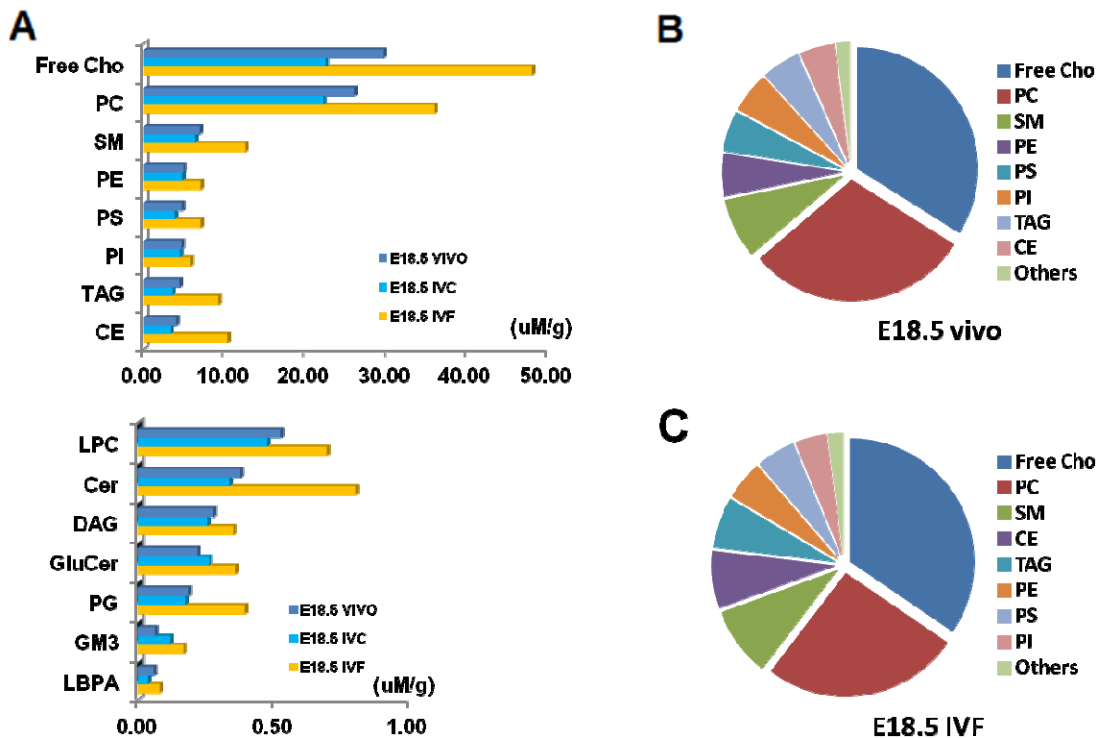 A
Free Cho
PC
SM
PE
PS
PI
TAG
CE
E18.5 VIVO
E18.5 IVC
E18.5 IVF
(uM/g)
0.00 10.00 20.00 30.00 40.00 50.00
LPC
Cer
DAG
GluCer
PG
GM3
LBPA
E18.5 VIVO
E18.5 IVC
E18.5 IVF
(uM/g)
0.00 0.50 1.00
B
Free Cho
PC
SM
PE
PS
PI
TAG
CE
Others
E18.5 vivo
C
Free Cho
PC
SM
CE
TAG
PE
PS
PI
Others
E18.5 IVF